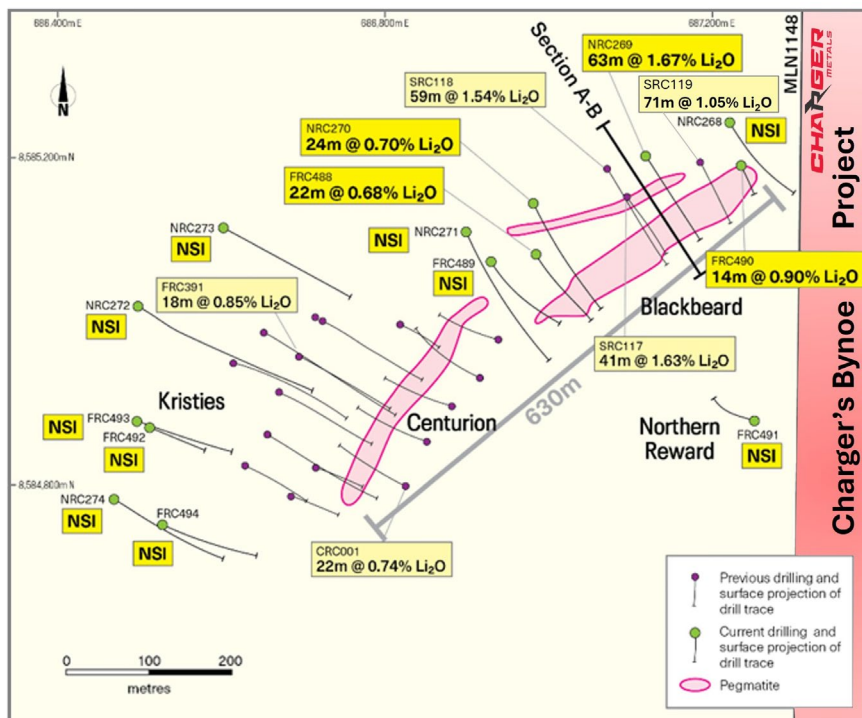 686,400m E
686,800m E
687,200m E
8,585,200m N
8,584,800m N
N
NRC269
63m @ 1.67% Li₂O
SRC118
59m @ 1.54% Li₂O
Section A-B
SRC119
71m @ 1.05% Li₂O
NRC268
NSI
MLN1148
CHARGER
METALS
Charger's Bynoe Project
NRC270
24m @ 0.70% Li₂O
FRC488
22m @ 0.68% Li₂O
NRC273
NSI
NSI
NRC271
FRC489
NSI
FRC490
14m @ 0.90% Li₂O
Blackbeard
FRC391
18m @ 0.85% Li₂O
NRC272
NSI
SRC117
41m @ 1.63% Li₂O
Kristies
Centurion
630m
Northern
Reward
FRC491
NSI
NSI
FRC493
FRC492
NSI
NRC274
NSI
FRC494
NSI
CRC001
22m @ 0.74% Li₂O
Previous drilling and
surface projection of
drill trace
Current drilling and
surface projection of
drill trace
Pegmatite
0
100
200
metres